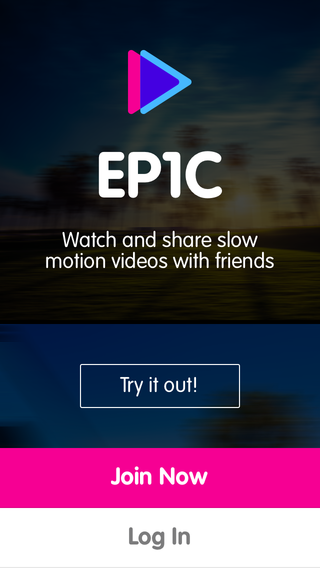 EP1C
Watch and share slow
motion videos with friends
Try it out!
Join Now
Log In